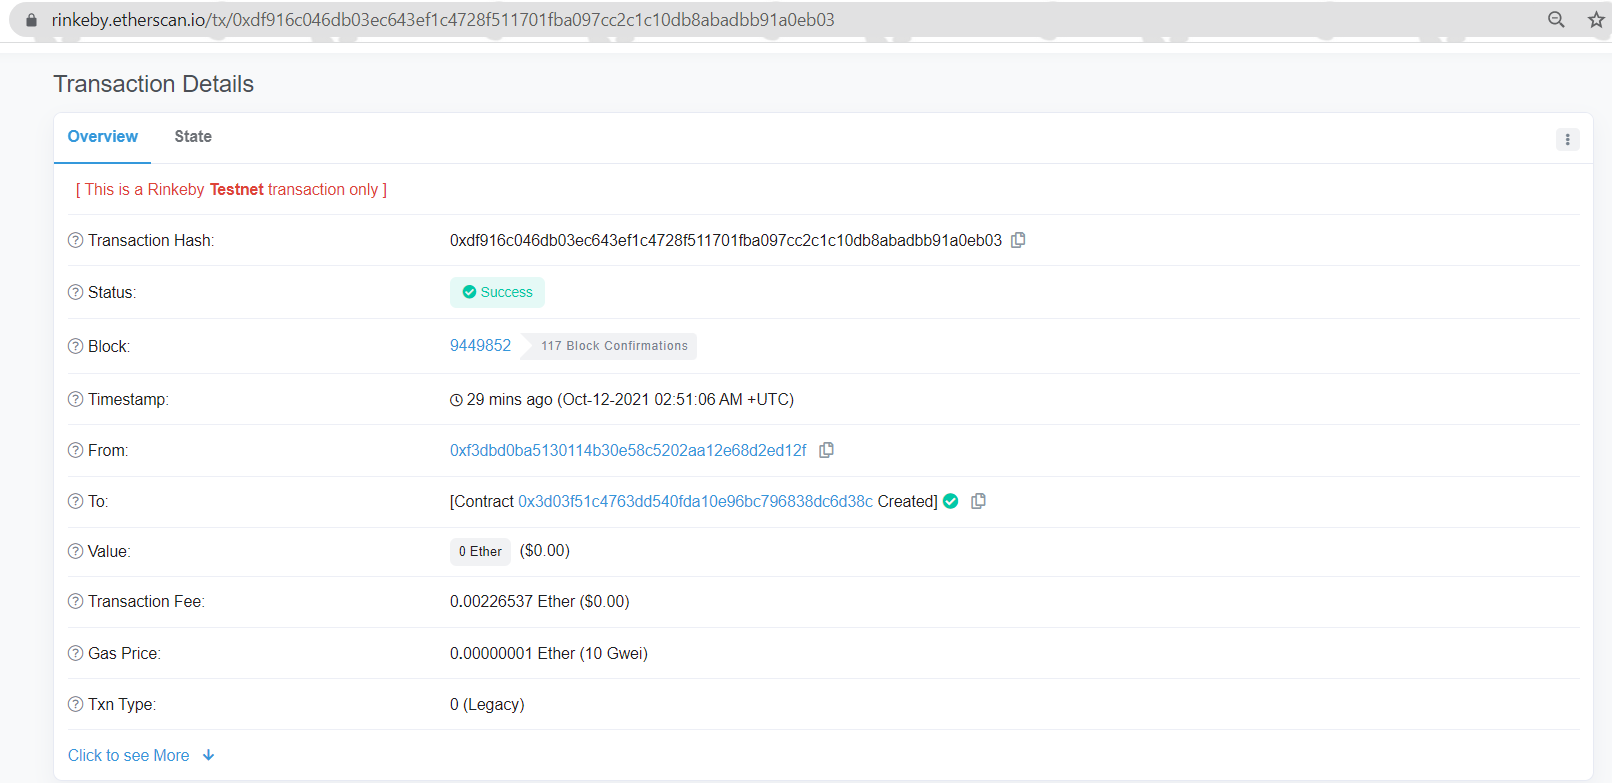 rinkeby.etherscan.io/tx/0xdf916c046db03ec643ef1c4728f511701fba097cc2c1c10db8abadbb91a0eb03
Transaction Details
Overview State
[ This is a Rinkeby Testnet transaction only ]
Transaction Hash: 0xdf916c046db03ec643ef1c4728f511701fba097cc2c1c10db8abadbb91a0eb03
Status: Success
Block: 9449852 117 Block Confirmations
Timestamp: 29 mins ago (Oct-12-2021 02:51:06 AM +UTC)
From: 0xf3dbd0ba5130114b30e58c5202aa12e68d2ed12f
To: [Contract 0x3d03f51c4763dd540fda10e96bc796838dc6d38c Created]
Value: 0 Ether ($0.00)
Transaction Fee: 0.00226537 Ether ($0.00)
Gas Price: 0.00000001 Ether (10 Gwei)
Txn Type: 0 (Legacy)
Click to see More